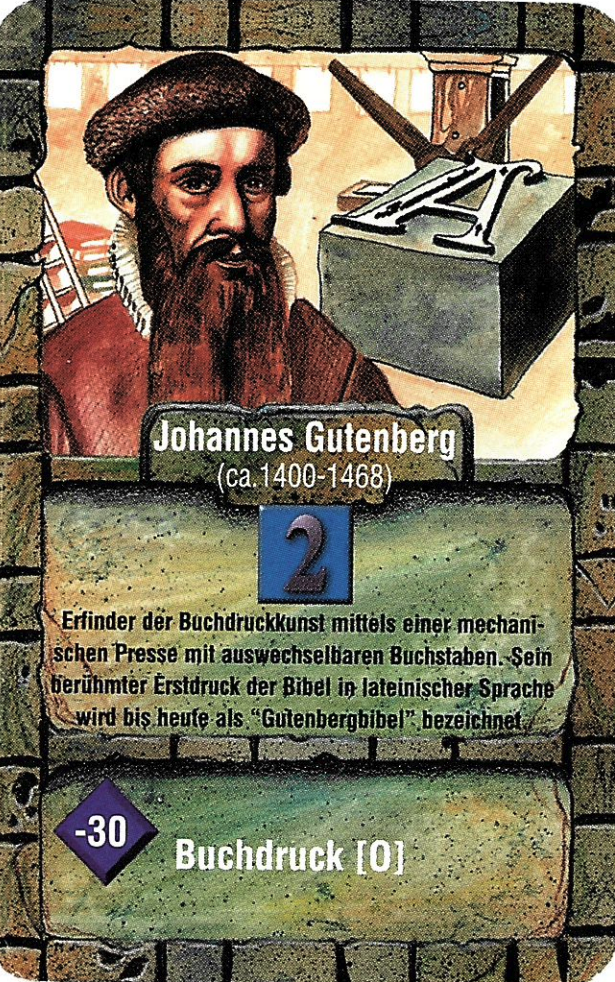 A
Johannes Gutenberg
(ca.1400-1468)
2
Erfinder der Buchdruckkunst mittels einer mechani-
schen Presse mit auswechselbaren Buchstaben. Sein
berühmter Erstdruck der Bibel in lateinischer Sprache
wird bis heute als “Gutenbergbibel” bezeichnet.
-30
Buchdruck [O]